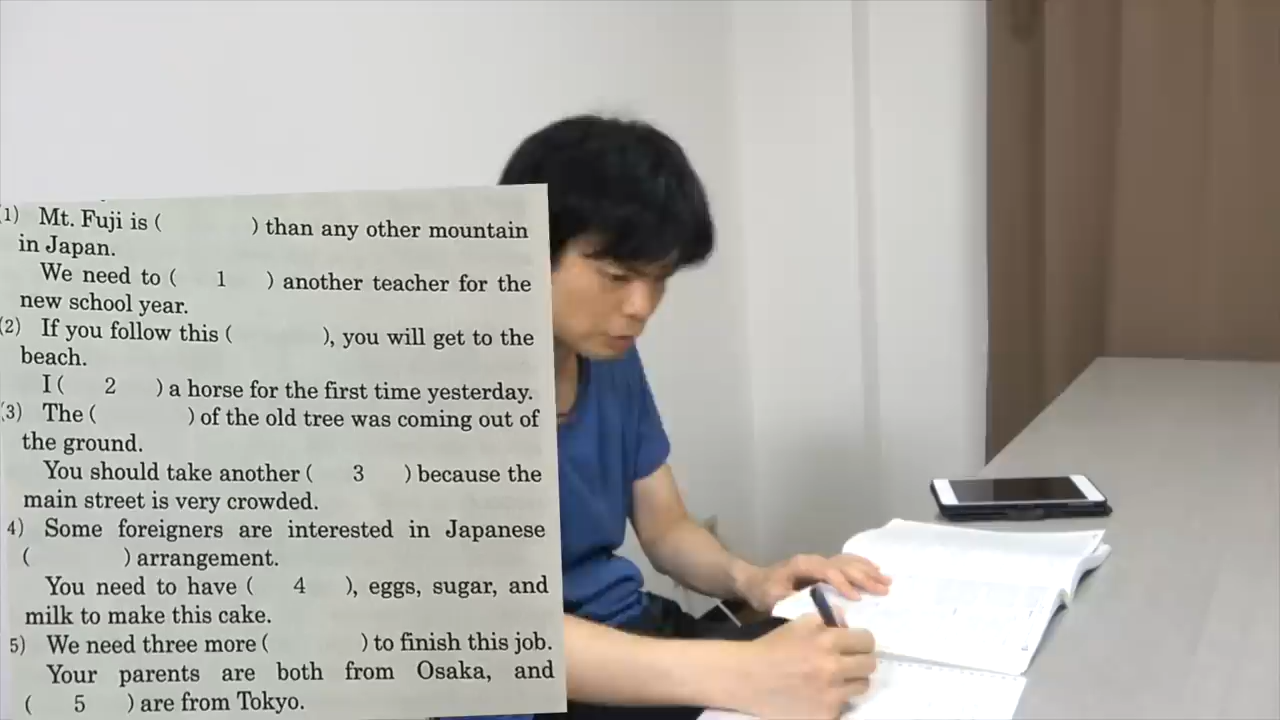 (1) Mt. Fuji is (     ) than any other mountain
in Japan.
We need to ( 1 ) another teacher for the
new school year.
(2) If you follow this (     ), you will get to the
beach.
I ( 2 ) a horse for the first time yesterday.
(3) The (     ) of the old tree was coming out of
the ground.
You should take another ( 3 ) because the
main street is very crowded.
4) Some foreigners are interested in Japanese
(     ) arrangement.
You need to have ( 4 ), eggs, sugar, and
milk to make this cake.
5) We need three more (     ) to finish this job.
Your parents are both from Osaka, and
( 5 ) are from Tokyo.